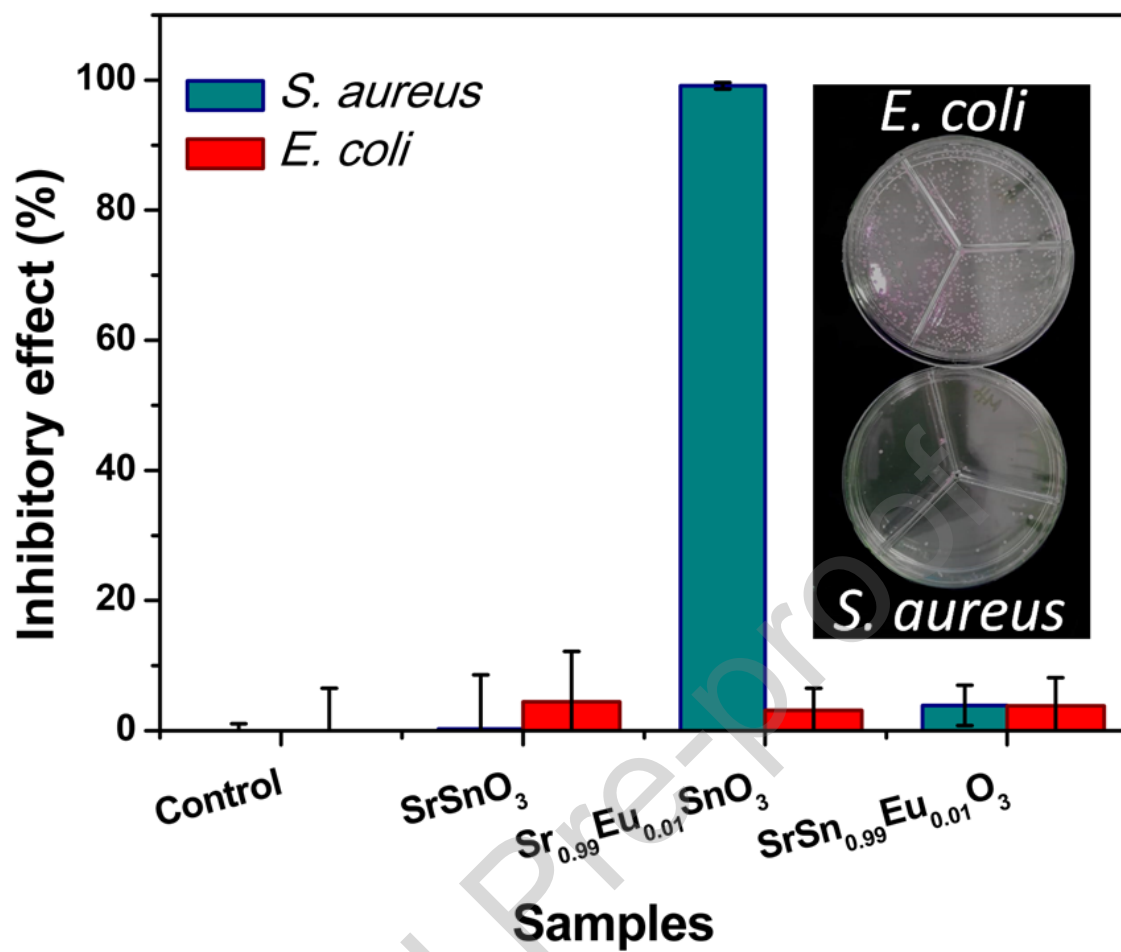 Inhibitory effect (%)
100
80
60
40
20
0
S. aureus
E. coli
E. coli
S. aureus
Control
SrSnO₃
Sr₀.₉₉Eu₀.₀₁SnO₃
SrSn₀.₉₉Eu₀.₀₁O₃
Samples
Pre-proof